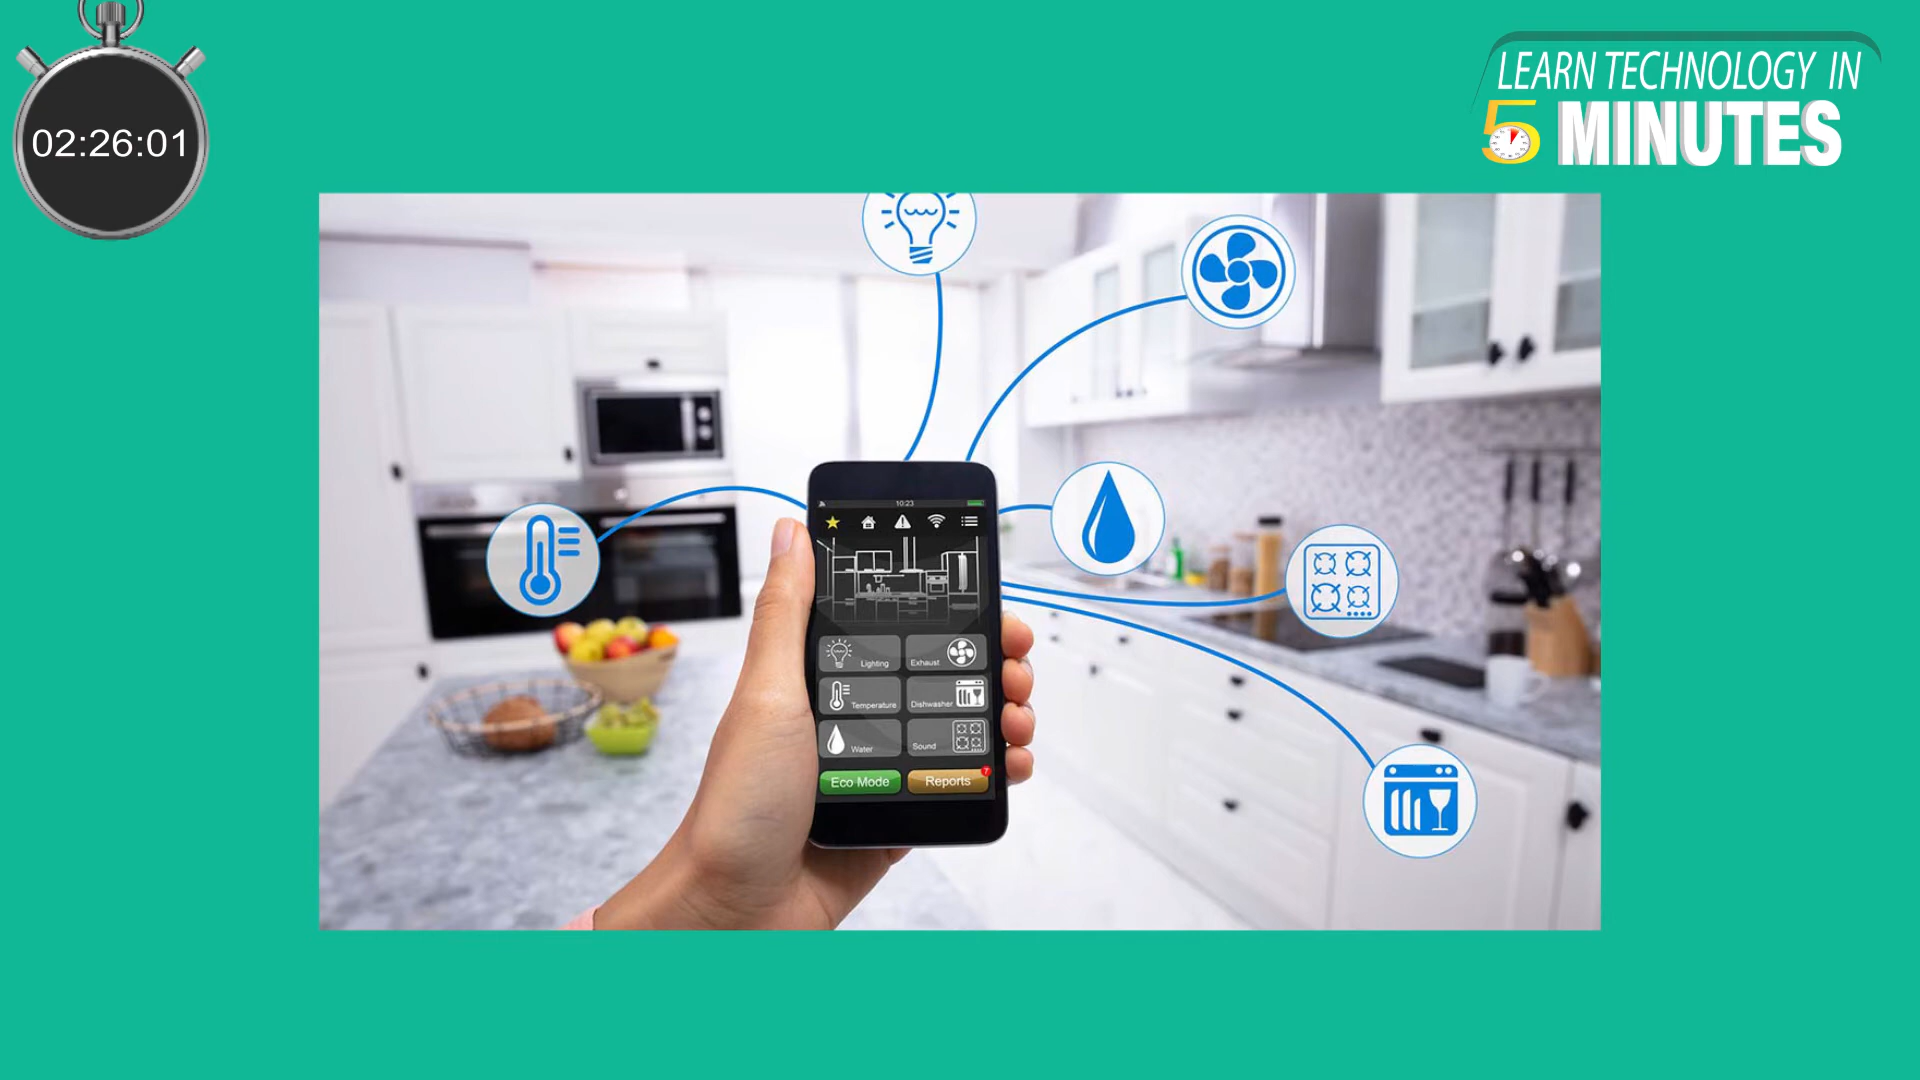 02:26:01
LEARN TECHNOLOGY IN
5 MINUTES
10:23
Lighting
Exhaust
Temperature
Dishwasher
Water
Sound
Eco Mode
Reports
7